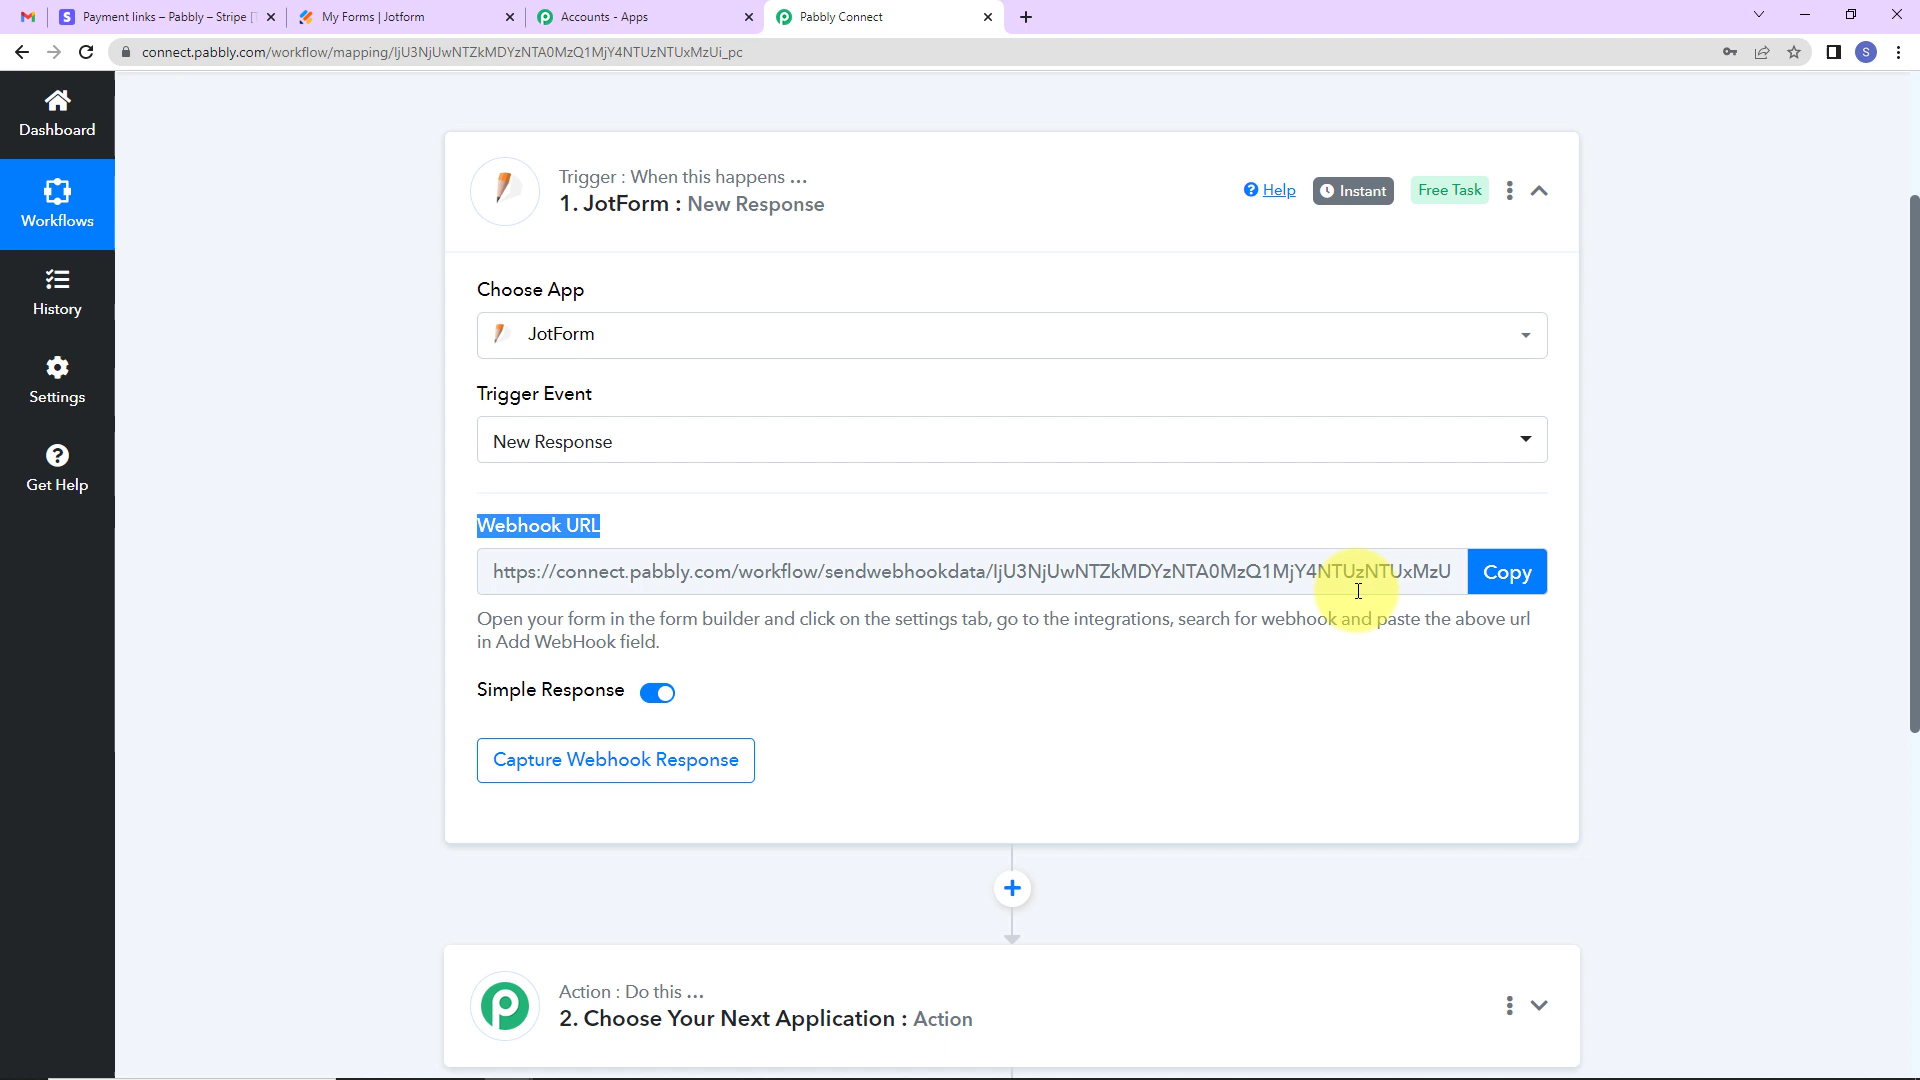 Payment links – Pabbly – Stripe [
My Forms | Jotform
Accounts - Apps
Pabbly Connect
connect.pabbly.com/workflow/mapping/IjU3NjUwNTZkMDYzNTA0MzQ1MjY4NTUzNTUxMzUi_pc
S
Dashboard
Workflows
History
Settings
Get Help
Trigger : When this happens ...
1. JotForm : New Response
Help
Instant
Free Task
Choose App
JotForm
Trigger Event
New Response
Webhook URL
https://connect.pabbly.com/workflow/sendwebhookdata/IjU3NjUwNTZkMDYzNTA0MzQ1MjY4NTUzNTUxMzU
Copy
Open your form in the form builder and click on the settings tab, go to the integrations, search for webhook and paste the above url
in Add WebHook field.
Simple Response
Capture Webhook Response
Action : Do this ...
2. Choose Your Next Application : Action